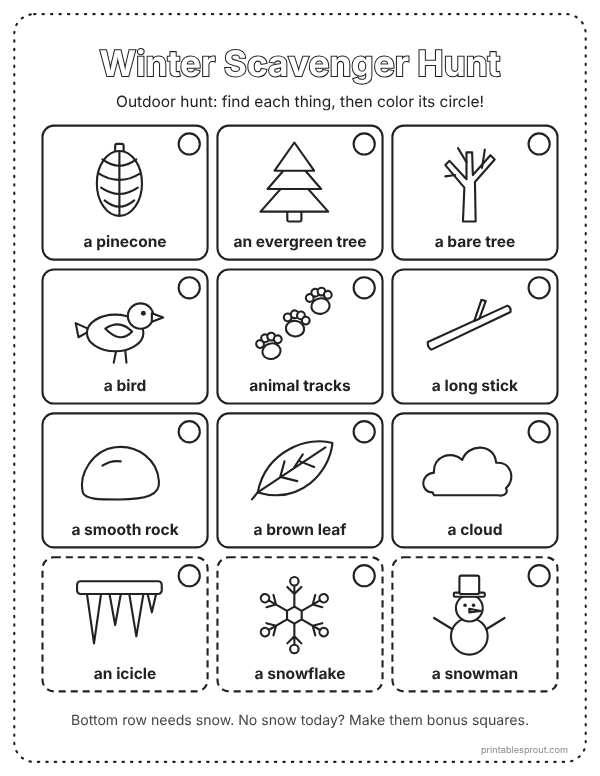 Winter Scavenger Hunt
Outdoor hunt: find each thing, then color its circle!
a pinecone
an evergreen tree
a bare tree
a bird
animal tracks
a long stick
a smooth rock
a brown leaf
a cloud
an icicle
a snowflake
a snowman
Bottom row needs snow. No snow today? Make them bonus squares.
printablesprout.com